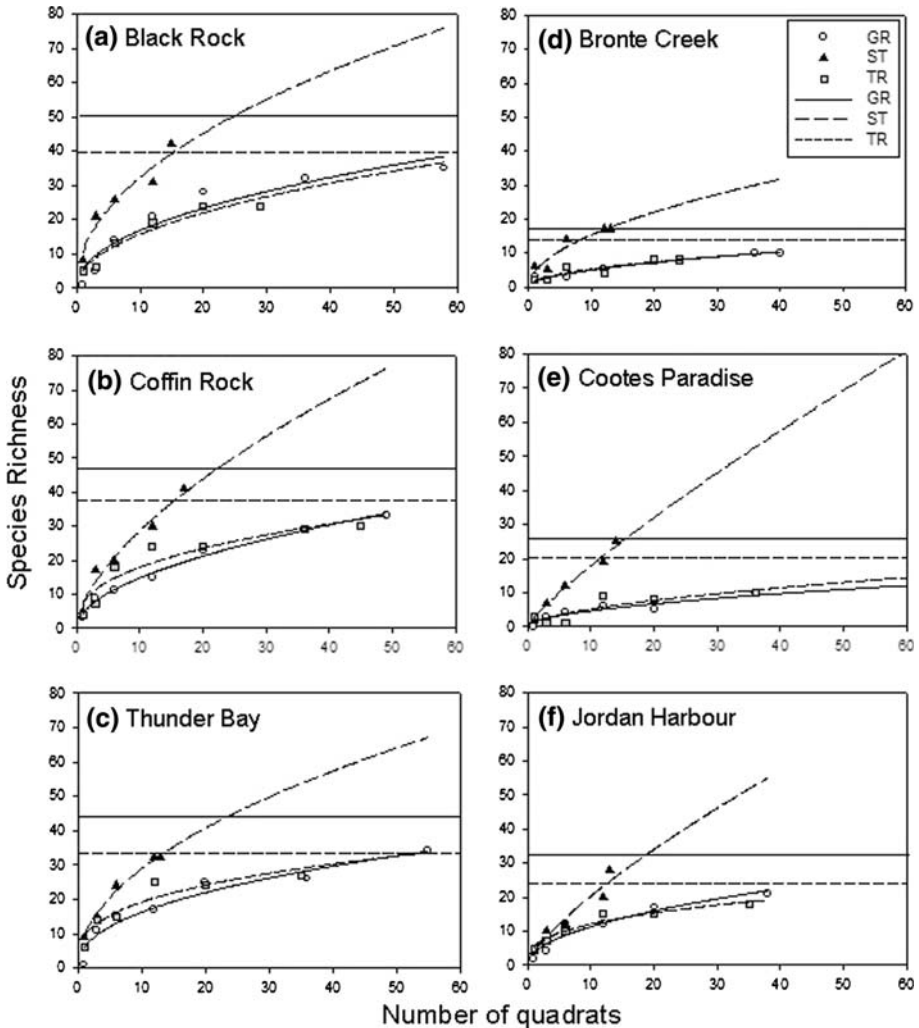 Species Richness
(a) Black Rock
80
70
60
50
40
30
20
10
0
0 10 20 30 40 50 60
(d) Bronte Creek
GR
ST
TR
GR
ST
TR
80
70
60
50
40
30
20
10
0
0 10 20 30 40 50 60
(b) Coffin Rock
80
70
60
50
40
30
20
10
0
0 10 20 30 40 50 60
(e) Cootes Paradise
80
70
60
50
40
30
20
10
0
0 10 20 30 40 50 60
(c) Thunder Bay
80
70
60
50
40
30
20
10
0
0 10 20 30 40 50 60
(f) Jordan Harbour
80
70
60
50
40
30
20
10
0
0 10 20 30 40 50 60
Number of quadrats